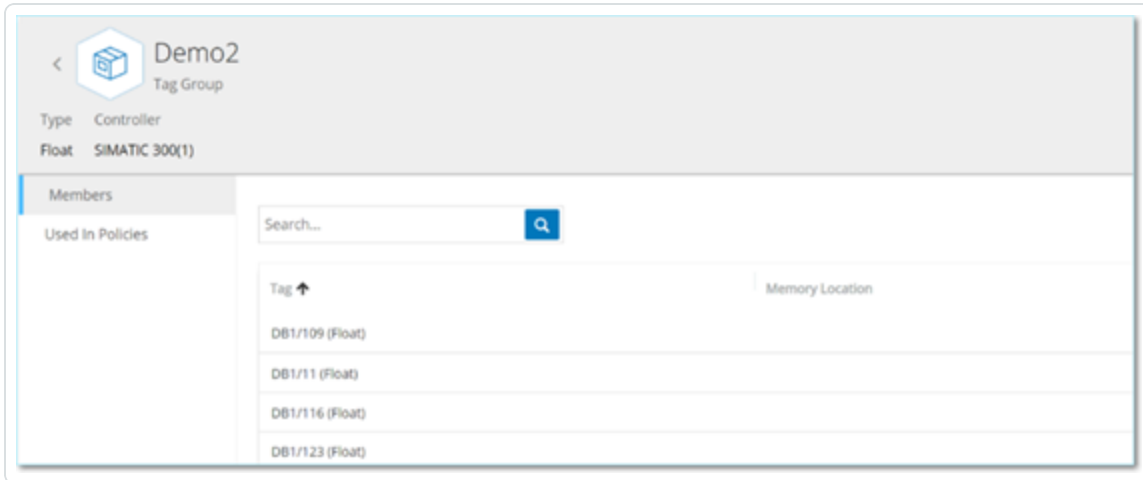 Demo2
Tag Group
Type Controller
Float SIMATIC 300(1)
Members
Used In Policies
Search...
Tag Memory Location
DB1/109 (Float)
DB1/11 (Float)
DB1/116 (Float)
DB1/123 (Float)